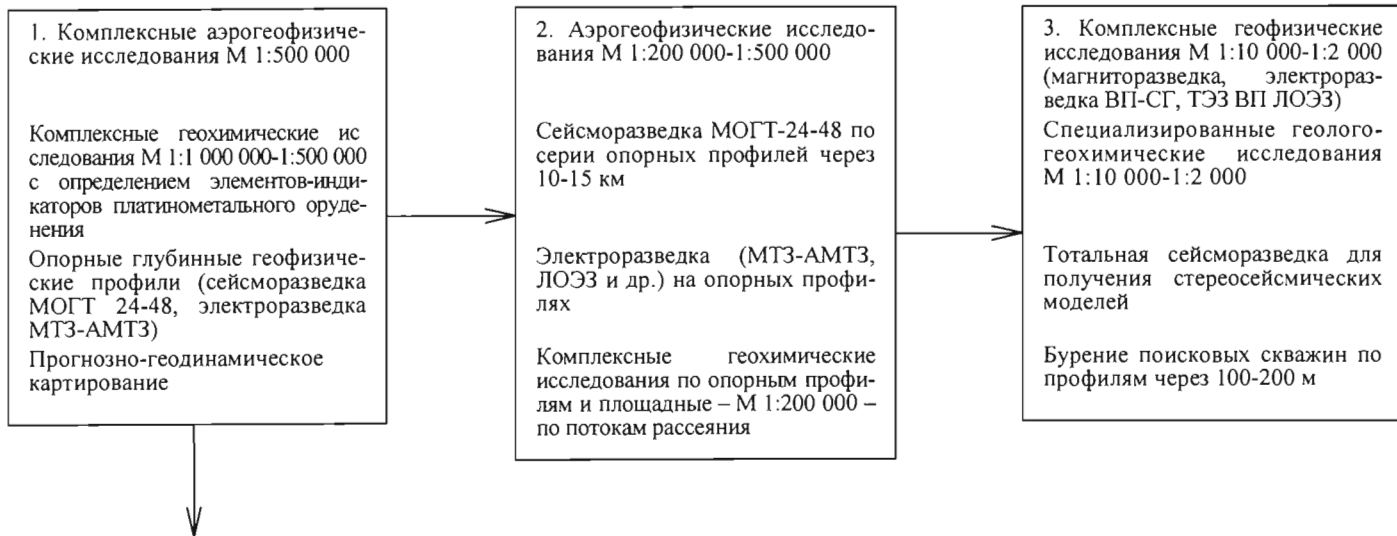 1. Комплексные аэрогеофизиче-
ские исследования М 1:500 000
Комплексные геохимические ис
следования М 1:1 000 000-1:500 000
с определением элементов-инди-
каторов платинометального оруде-
нения
Опорные глубинные геофизиче-
ские профили (сейсморазведка
МОГТ 24-48, электроразведка
МТЗ-АМТЗ)
Прогнозно-геодинамическое
картирование
2. Аэрогеофизические исследо-
вания М 1:200 000-1:500 000
Сейсморазведка МОГТ-24-48 по
серии опорных профилей через
10-15 км
Электроразведка (МТЗ-АМТЗ,
ЛОЭЗ и др.) на опорных профи-
лях
Комплексные геохимические
исследования по опорным профи-
лям и площадные – М 1:200 000 –
по потокам рассеяния
3. Комплексные геофизические
исследования М 1:10 000-1:2 000
(магниторазведка, электрораз-
ведка ВП-СГ, ТЭЗ ВП ЛОЭЗ)
Специализированные геолого-
геохимические исследования
М 1:10 000-1:2 000
Тотальная сейсморазведка для
получения стереосейсмических
моделей
Бурение поисковых скважин по
профилям через 100-200 м